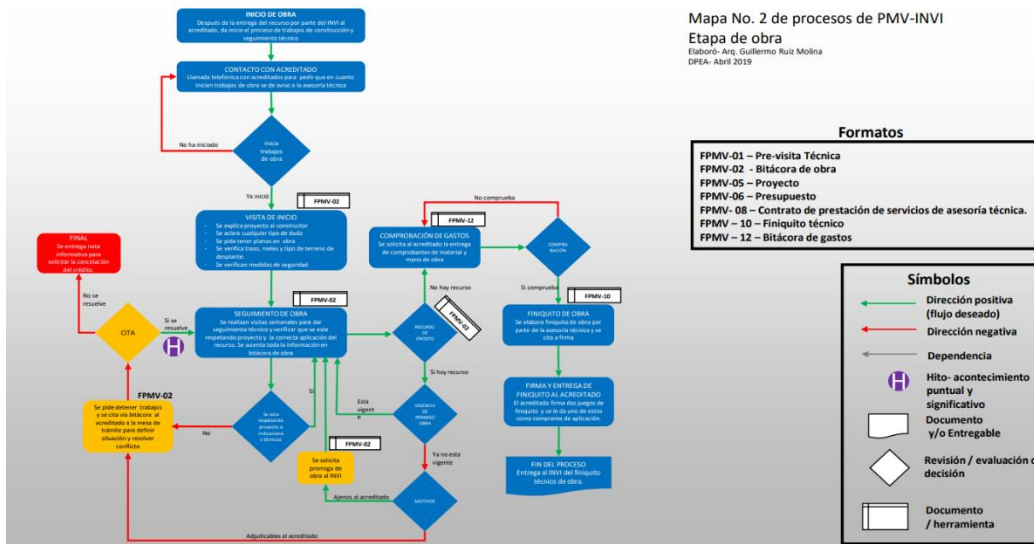 Mapa No. 2 de procesos de PMV-INVI
Etapa de obra
Elaboró- Arq. Guillermo Ruiz Molina
DPEA- Abril 2019
INICIO DE OBRA
Después de la entrega del recurso por parte del INVI al
acreditado, da inicio el proceso de trabajos de construcción y
seguimiento técnico
CONTACTO CON ACREDITADO
Llamada telefónica con acreditados para pedir que en cuanto
inicien trabajos de obra se de aviso a la asesoría técnica
No ha iniciado
Inicia
trabajos
de obra
Ya inició
FPMV-02
VISITA DE INICIO
- Se explica proyecto al constructor
- Se aclara cualquier tipo de duda
- Se pide tener planos en obra
- Se verifica trazo, nieles y tipo de terreno de
desplante.
- Se verifican medidas de seguridad
FINAL
Se entrega nota
informativa para
solicitar la cancelación
del crédito.
No se
resuelve
CITA
Si se
resuelve
H
FPMV-02
SEGUIMIENTO DE OBRA
Se realizan visitas semanales para dar
seguimiento técnico y verificar que se este
respetando proyecto y la correcta aplicación del
recurso. Se asienta toda la información en
bitácora de obra
FPMV-02
Se pide detener trabajos
y se cita vía bitácora al
acreditado a la mesa de
trámite para definir
situación y resolver
conflicto
No
Se esta
respetando
proyecto e
indicacione
s técnicas
Si
FPMV-02
Se solicita
prorroga de
obra al INVI
Esta
vigent
e
No comprueba
FPMV-12
COMPROBACIÓN DE GASTOS
Se solicita al acreditado la entrega
de comprobantes de material y
mano de obra
COMPRO
BACIÓN
No hay recurso
RECURSO
DE
CRÉDITO
FPMV-02
Si hay recurso
VIGENCIA DE
PERMISO
OBRA
Ya no esta
vigente
MOTIVOS
Ajenos al acreditado
Adjudicables al acreditado
Si comprueba
FPMV-10
FINIQUITO DE OBRA
Se elabora finiquito de obra por
parte de la asesoría técnica y se
cita a firma
FIRMA Y ENTREGA DE
FINIQUITO AL ACREDITADO
El acreditado firma dos juegos de
finiquito y se le da uno de estos
como comprante de aplicación.
FIN DEL PROCESO
Entrega al INVI del finiquito
técnico de obra.
Formatos
FPMV-01 – Pre-visita Técnica
FPMV-02 - Bitácora de obra
FPMV-05 – Proyecto
FPMV-06 – Presupuesto
FPMV- 08 – Contrato de prestación de servicios de asesoría técnica.
FPMV – 10 – Finiquito técnico
FPMV – 12 – Bitácora de gastos
Símbolos
Dirección positiva
(flujo deseado)
Dirección negativa
Dependencia
H
Hito- acontecimiento
puntual y
significativo
Documento
y/o Entregable
Revisión / evaluación o
decisión
Documento
/ herramienta